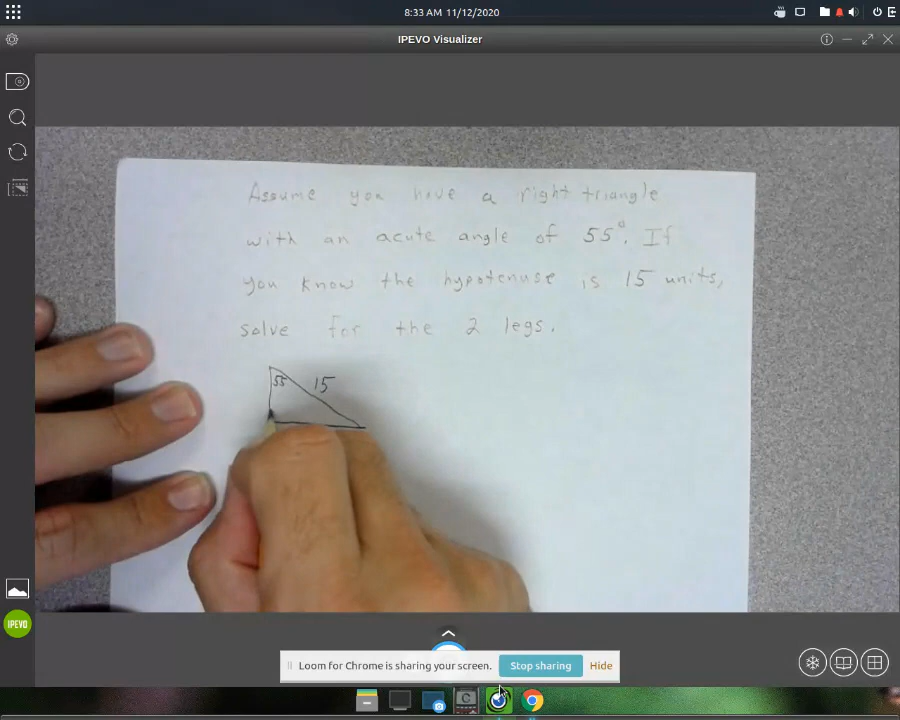 8:33 AM 11/12/2020
IPEVO Visualizer
Assume you have a right triangle
with an acute angle of 55°. If
you know the hypotenuse is 15 units,
solve for the 2 legs.
55 15
IPEVO
Loom for Chrome is sharing your screen. Stop sharing Hide
C